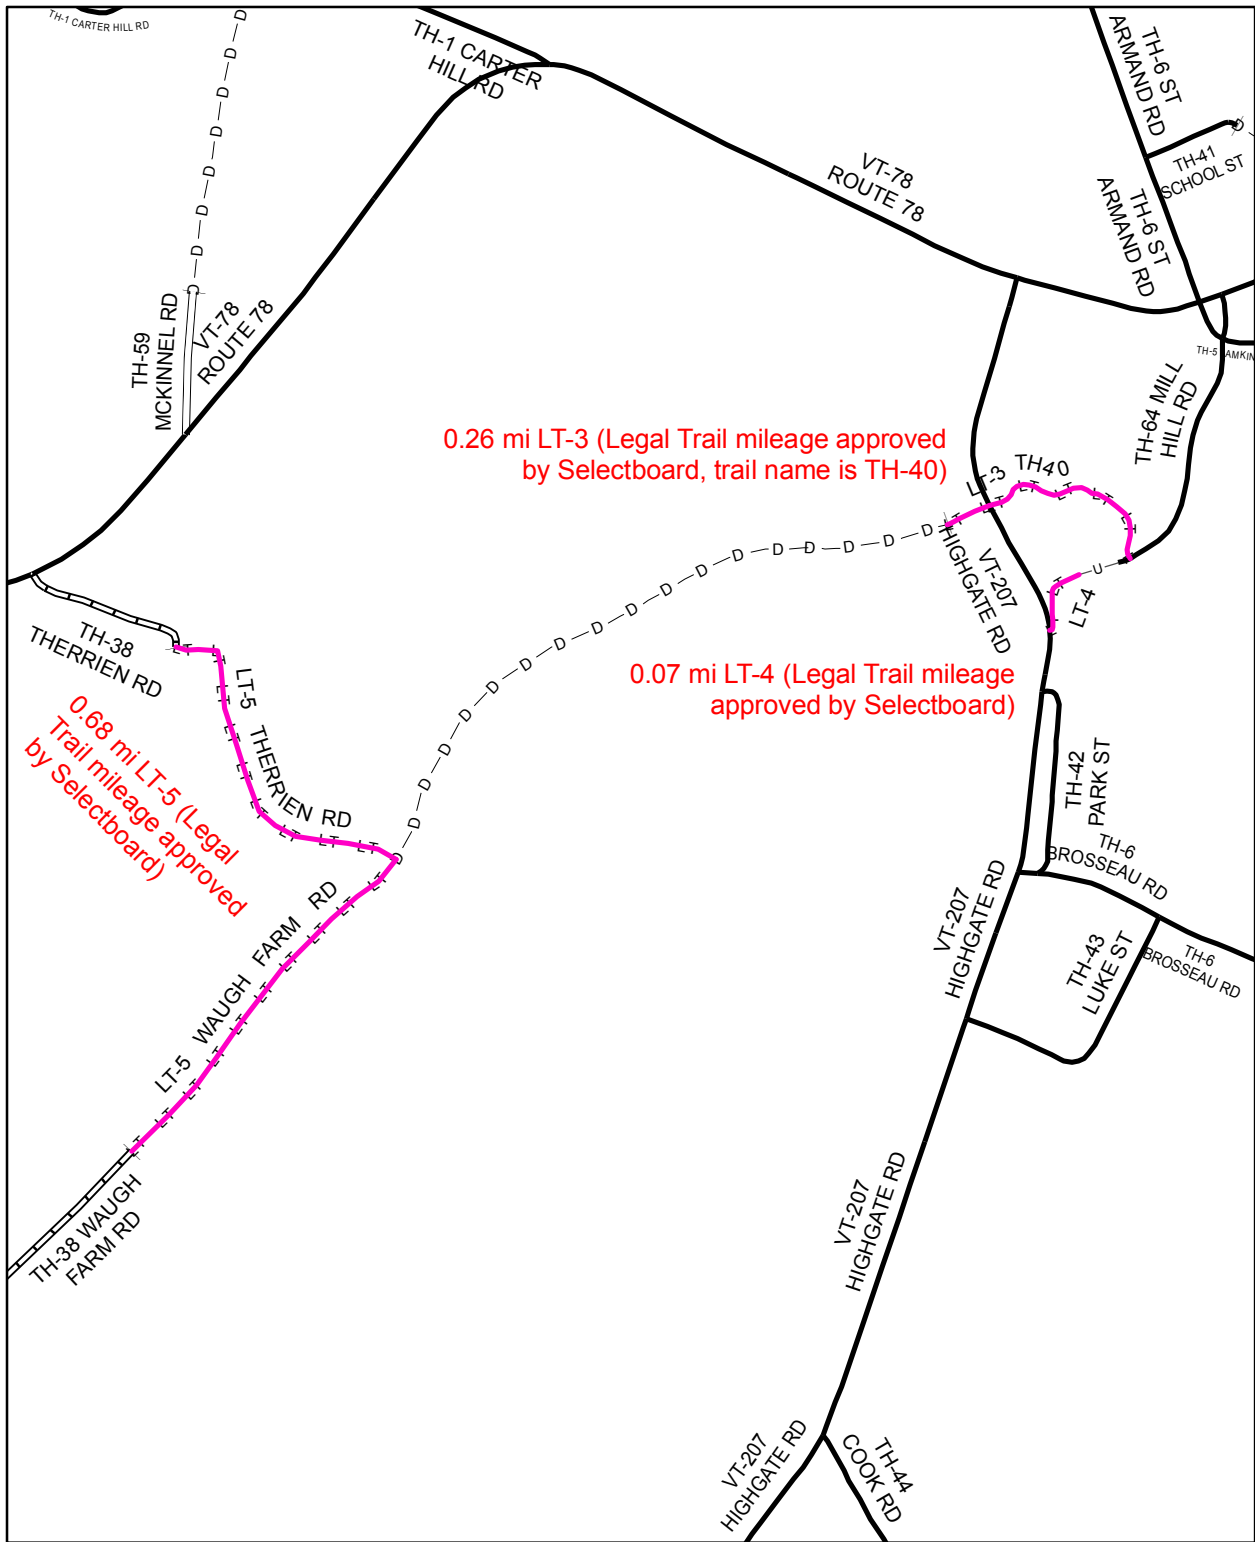 TH-1 CARTER HILL RD
TH-1 CARTER
HILL RD
TH-6 ST
ARMAND RD
TH-41
SCHOOL ST
VT-78
ROUTE 78
TH-6 ST
ARMAND RD
TH-59
MCKINNEL RD
VT-78
ROUTE 78
TH-5
TH-64 MILL
HILL RD
0.26 mi LT-3 (Legal Trail mileage approved
by Selectboard, trail name is TH-40)
LT-3 TH40
VT-207
HIGHGATE RD
LT-4
TH-38
THERRIEN RD
0.07 mi LT-4 (Legal Trail mileage
approved by Selectboard)
LT-5 THERRIEN RD
0.68 mi LT-5 (Legal
Trail mileage approved
by Selectboard)
TH-42
PARK ST
TH-6
BROSSEAU RD
LT-5 WAUGH FARM RD
VT-207
HIGHGATE RD
TH-43
LUKE ST
TH-6
BROSSEAU RD
TH-38 WAUGH
FARM RD
VT-207
HIGHGATE RD
VT-207
HIGHGATE RD
TH-44
COOK RD